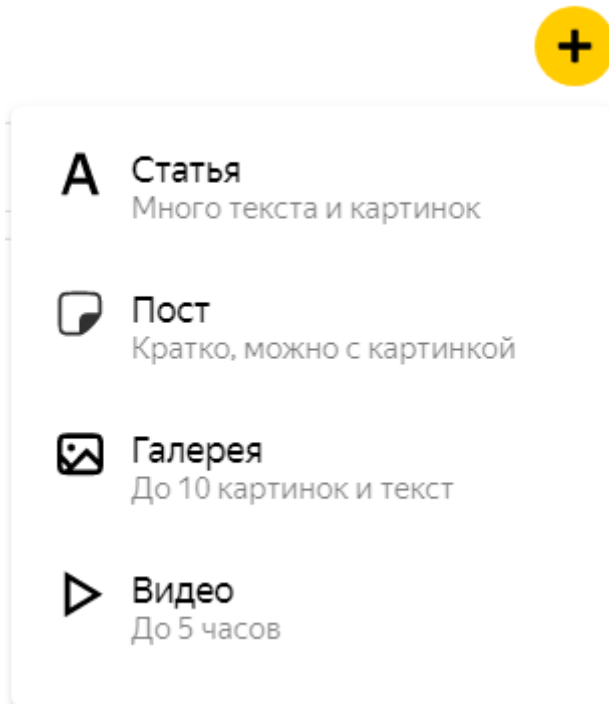 Статья
Много текста и картинок
Пост
Кратко, можно с картинкой
Галерея
До 10 картинок и текст
Видео
До 5 часов